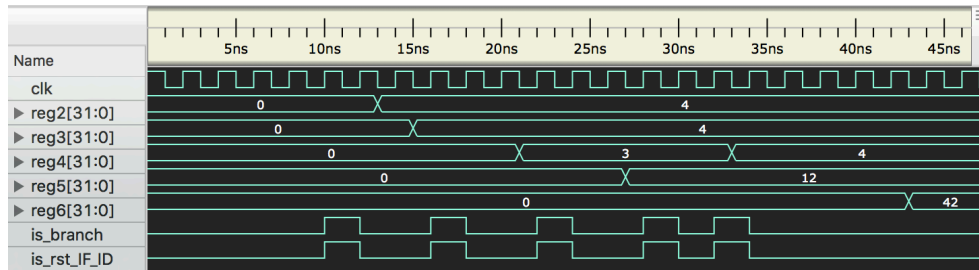 5ns 10ns 15ns 20ns 25ns 30ns 35ns 40ns 45ns
Name
clk
reg2[31:0] 0 4
reg3[31:0] 0 4
reg4[31:0] 0 3 4
reg5[31:0] 0 12
reg6[31:0] 0 42
is_branch
is_rst_IF_ID